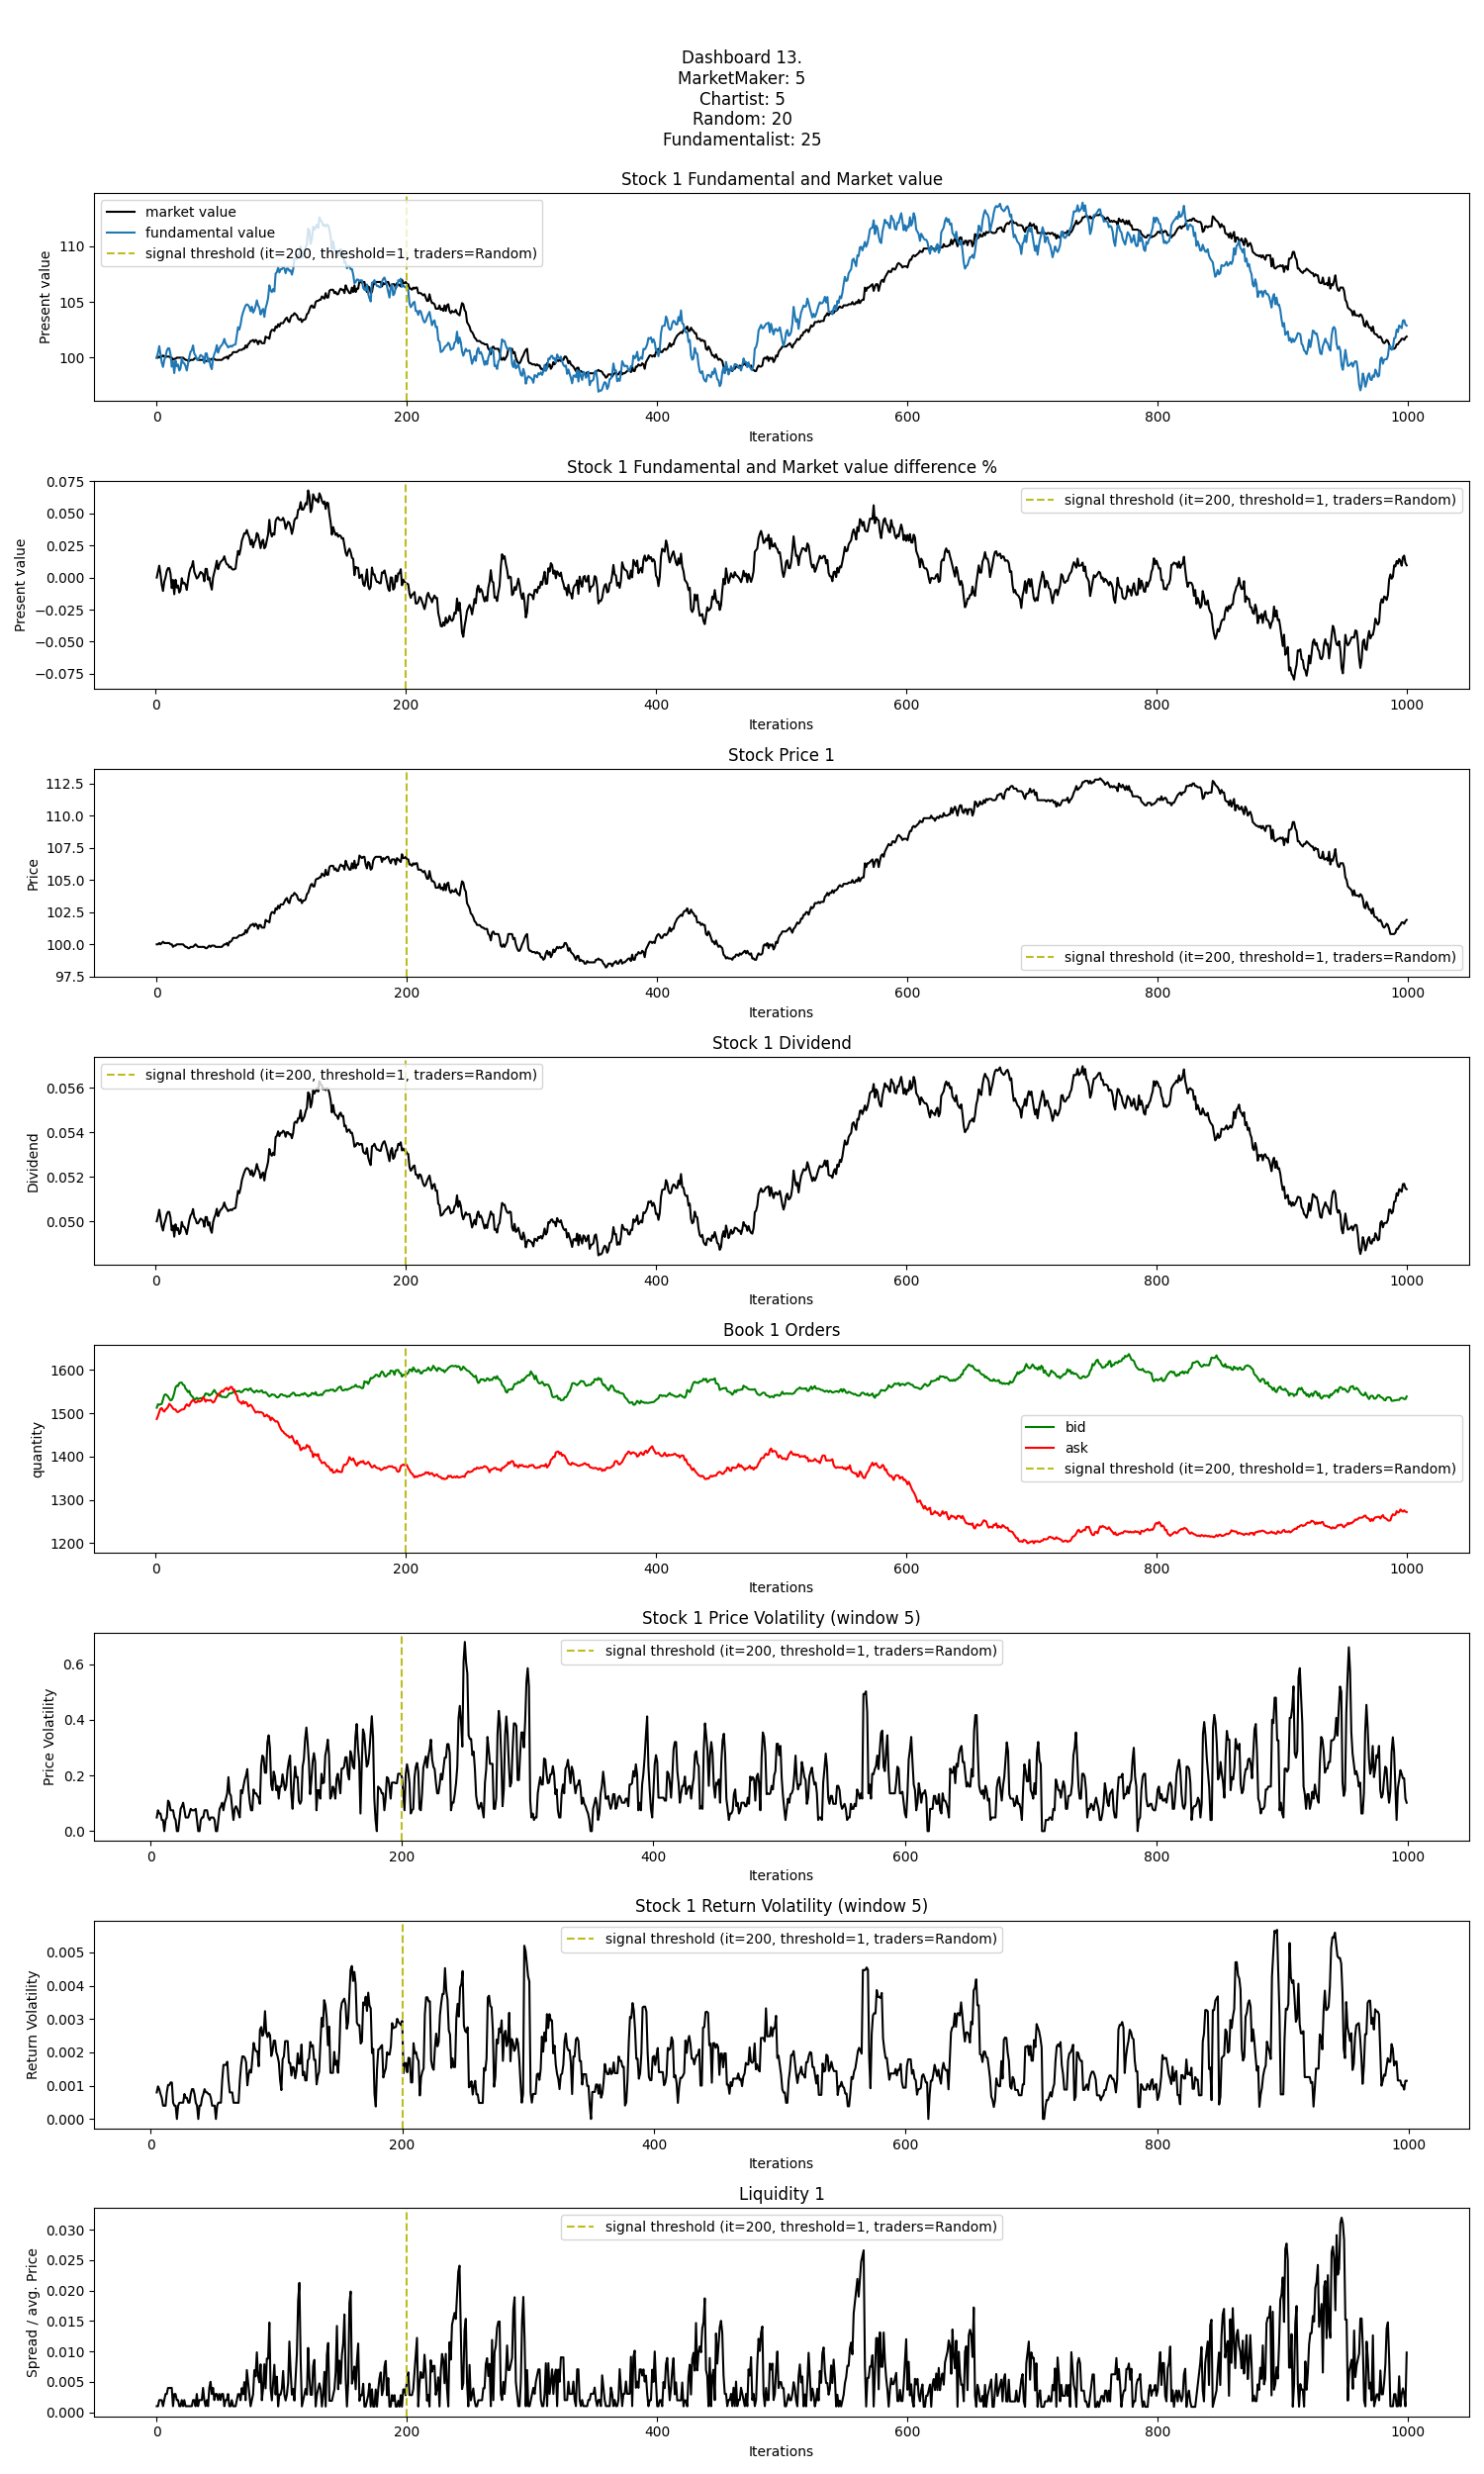 Dashboard 13.
MarketMaker: 5
Chartist: 5
Random: 20
Fundamentalist: 25
Stock 1 Fundamental and Market value
market value
fundamental value
signal threshold (it=200, threshold=1, traders=Random)
Present value
110
105
100
0 200 400 600 800 1000
Iterations
Stock 1 Fundamental and Market value difference %
signal threshold (it=200, threshold=1, traders=Random)
Present value
0.075
0.050
0.025
0.000
−0.025
−0.050
−0.075
0 200 400 600 800 1000
Iterations
Stock Price 1
Price
112.5
110.0
107.5
105.0
102.5
100.0
97.5
signal threshold (it=200, threshold=1, traders=Random)
0 200 400 600 800 1000
Iterations
Stock 1 Dividend
signal threshold (it=200, threshold=1, traders=Random)
Dividend
0.056
0.054
0.052
0.050
0 200 400 600 800 1000
Iterations
Book 1 Orders
quantity
1600
1500
1400
1300
1200
bid
ask
signal threshold (it=200, threshold=1, traders=Random)
0 200 400 600 800 1000
Iterations
Stock 1 Price Volatility (window 5)
signal threshold (it=200, threshold=1, traders=Random)
Price Volatility
0.6
0.4
0.2
0.0
0 200 400 600 800 1000
Iterations
Stock 1 Return Volatility (window 5)
signal threshold (it=200, threshold=1, traders=Random)
Return Volatility
0.005
0.004
0.003
0.002
0.001
0.000
0 200 400 600 800 1000
Iterations
Liquidity 1
signal threshold (it=200, threshold=1, traders=Random)
Spread / avg. Price
0.030
0.025
0.020
0.015
0.010
0.005
0.000
0 200 400 600 800 1000
Iterations